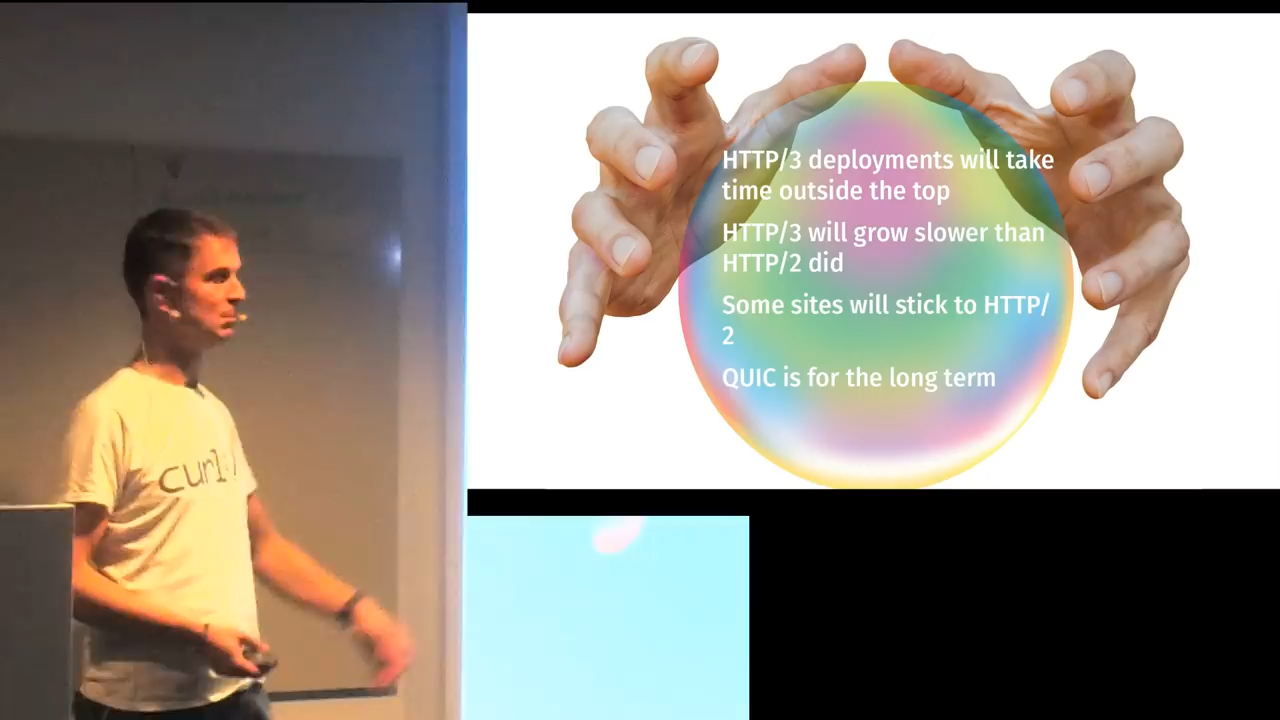 HTTP/3 deployments will take
time outside the top
HTTP/3 will grow slower than
HTTP/2 did
Some sites will stick to HTTP/
2
QUIC is for the long term
curl